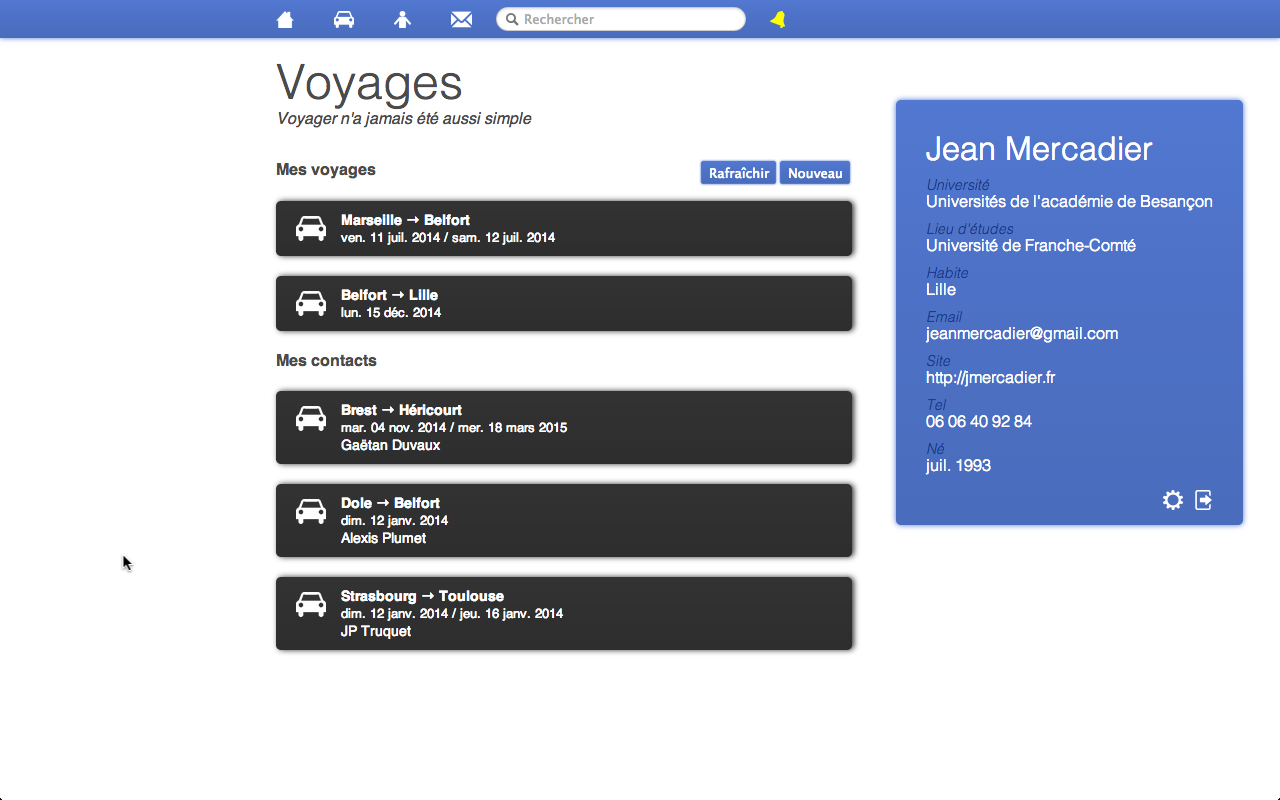 Rechercher
Voyages
Voyager n'a jamais été aussi simple
Mes voyages
Rafraîchir Nouveau
Marseille → Belfort
ven. 11 juil. 2014 / sam. 12 juil. 2014
Belfort → Lille
lun. 15 déc. 2014
Mes contacts
Brest → Héricourt
mar. 04 nov. 2014 / mer. 18 mars 2015
Gaëtan Duvaux
Dole → Belfort
dim. 12 janv. 2014
Alexis Plumet
Strasbourg → Toulouse
dim. 12 janv. 2014 / jeu. 16 janv. 2014
JP Truquet
Jean Mercadier
Université
Universités de l'académie de Besançon
Lieu d'études
Université de Franche-Comté
Habite
Lille
Email
jeanmercadier@gmail.com
Site
http://jmercadier.fr
Tel
06 06 40 92 84
Né
juil. 1993